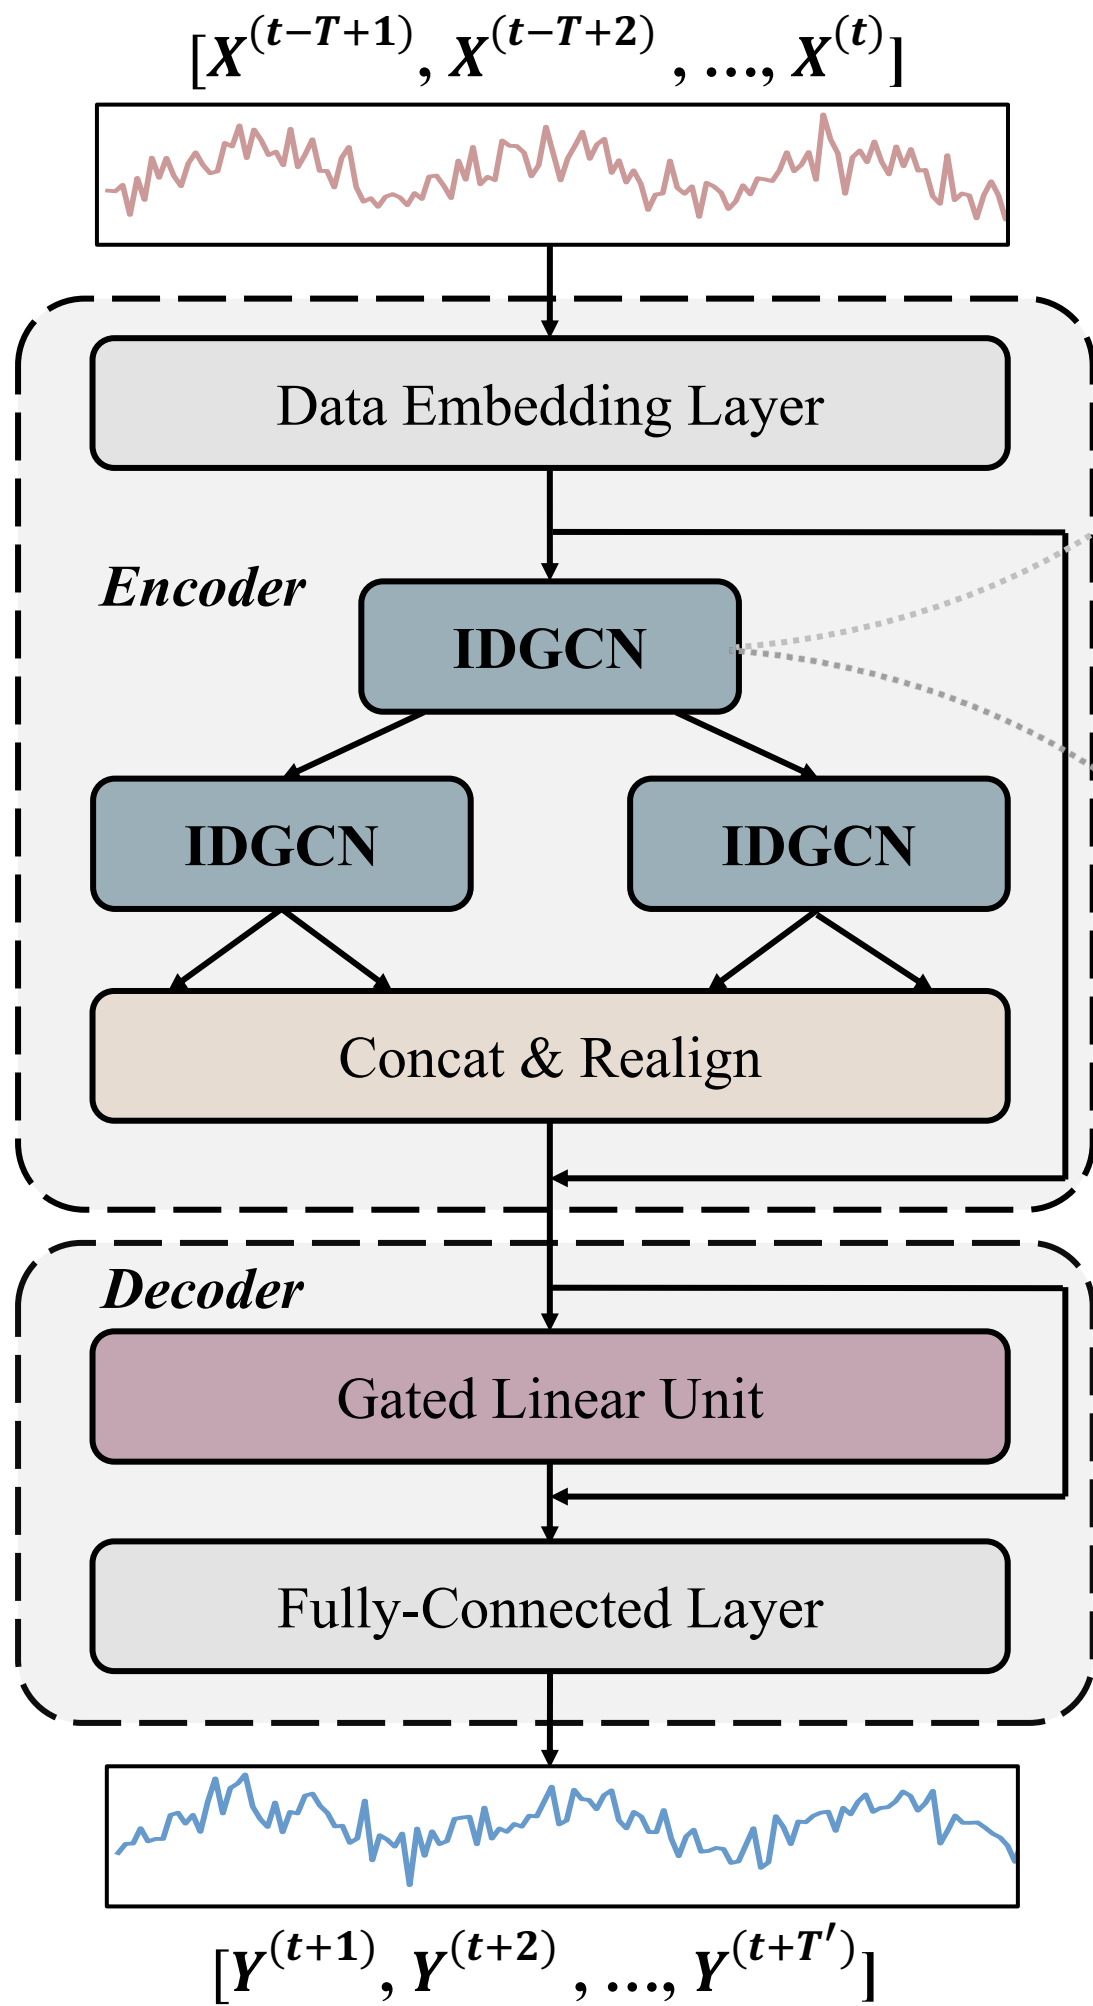 [X^(t−T+1), X^(t−T+2) , …, X^(t)]
Data Embedding Layer
Encoder
IDGCN
IDGCN IDGCN
Concat & Realign
Decoder
Gated Linear Unit
Fully-Connected Layer
[Y^(t+1), Y^(t+2) , …, Y^(t+T′)]